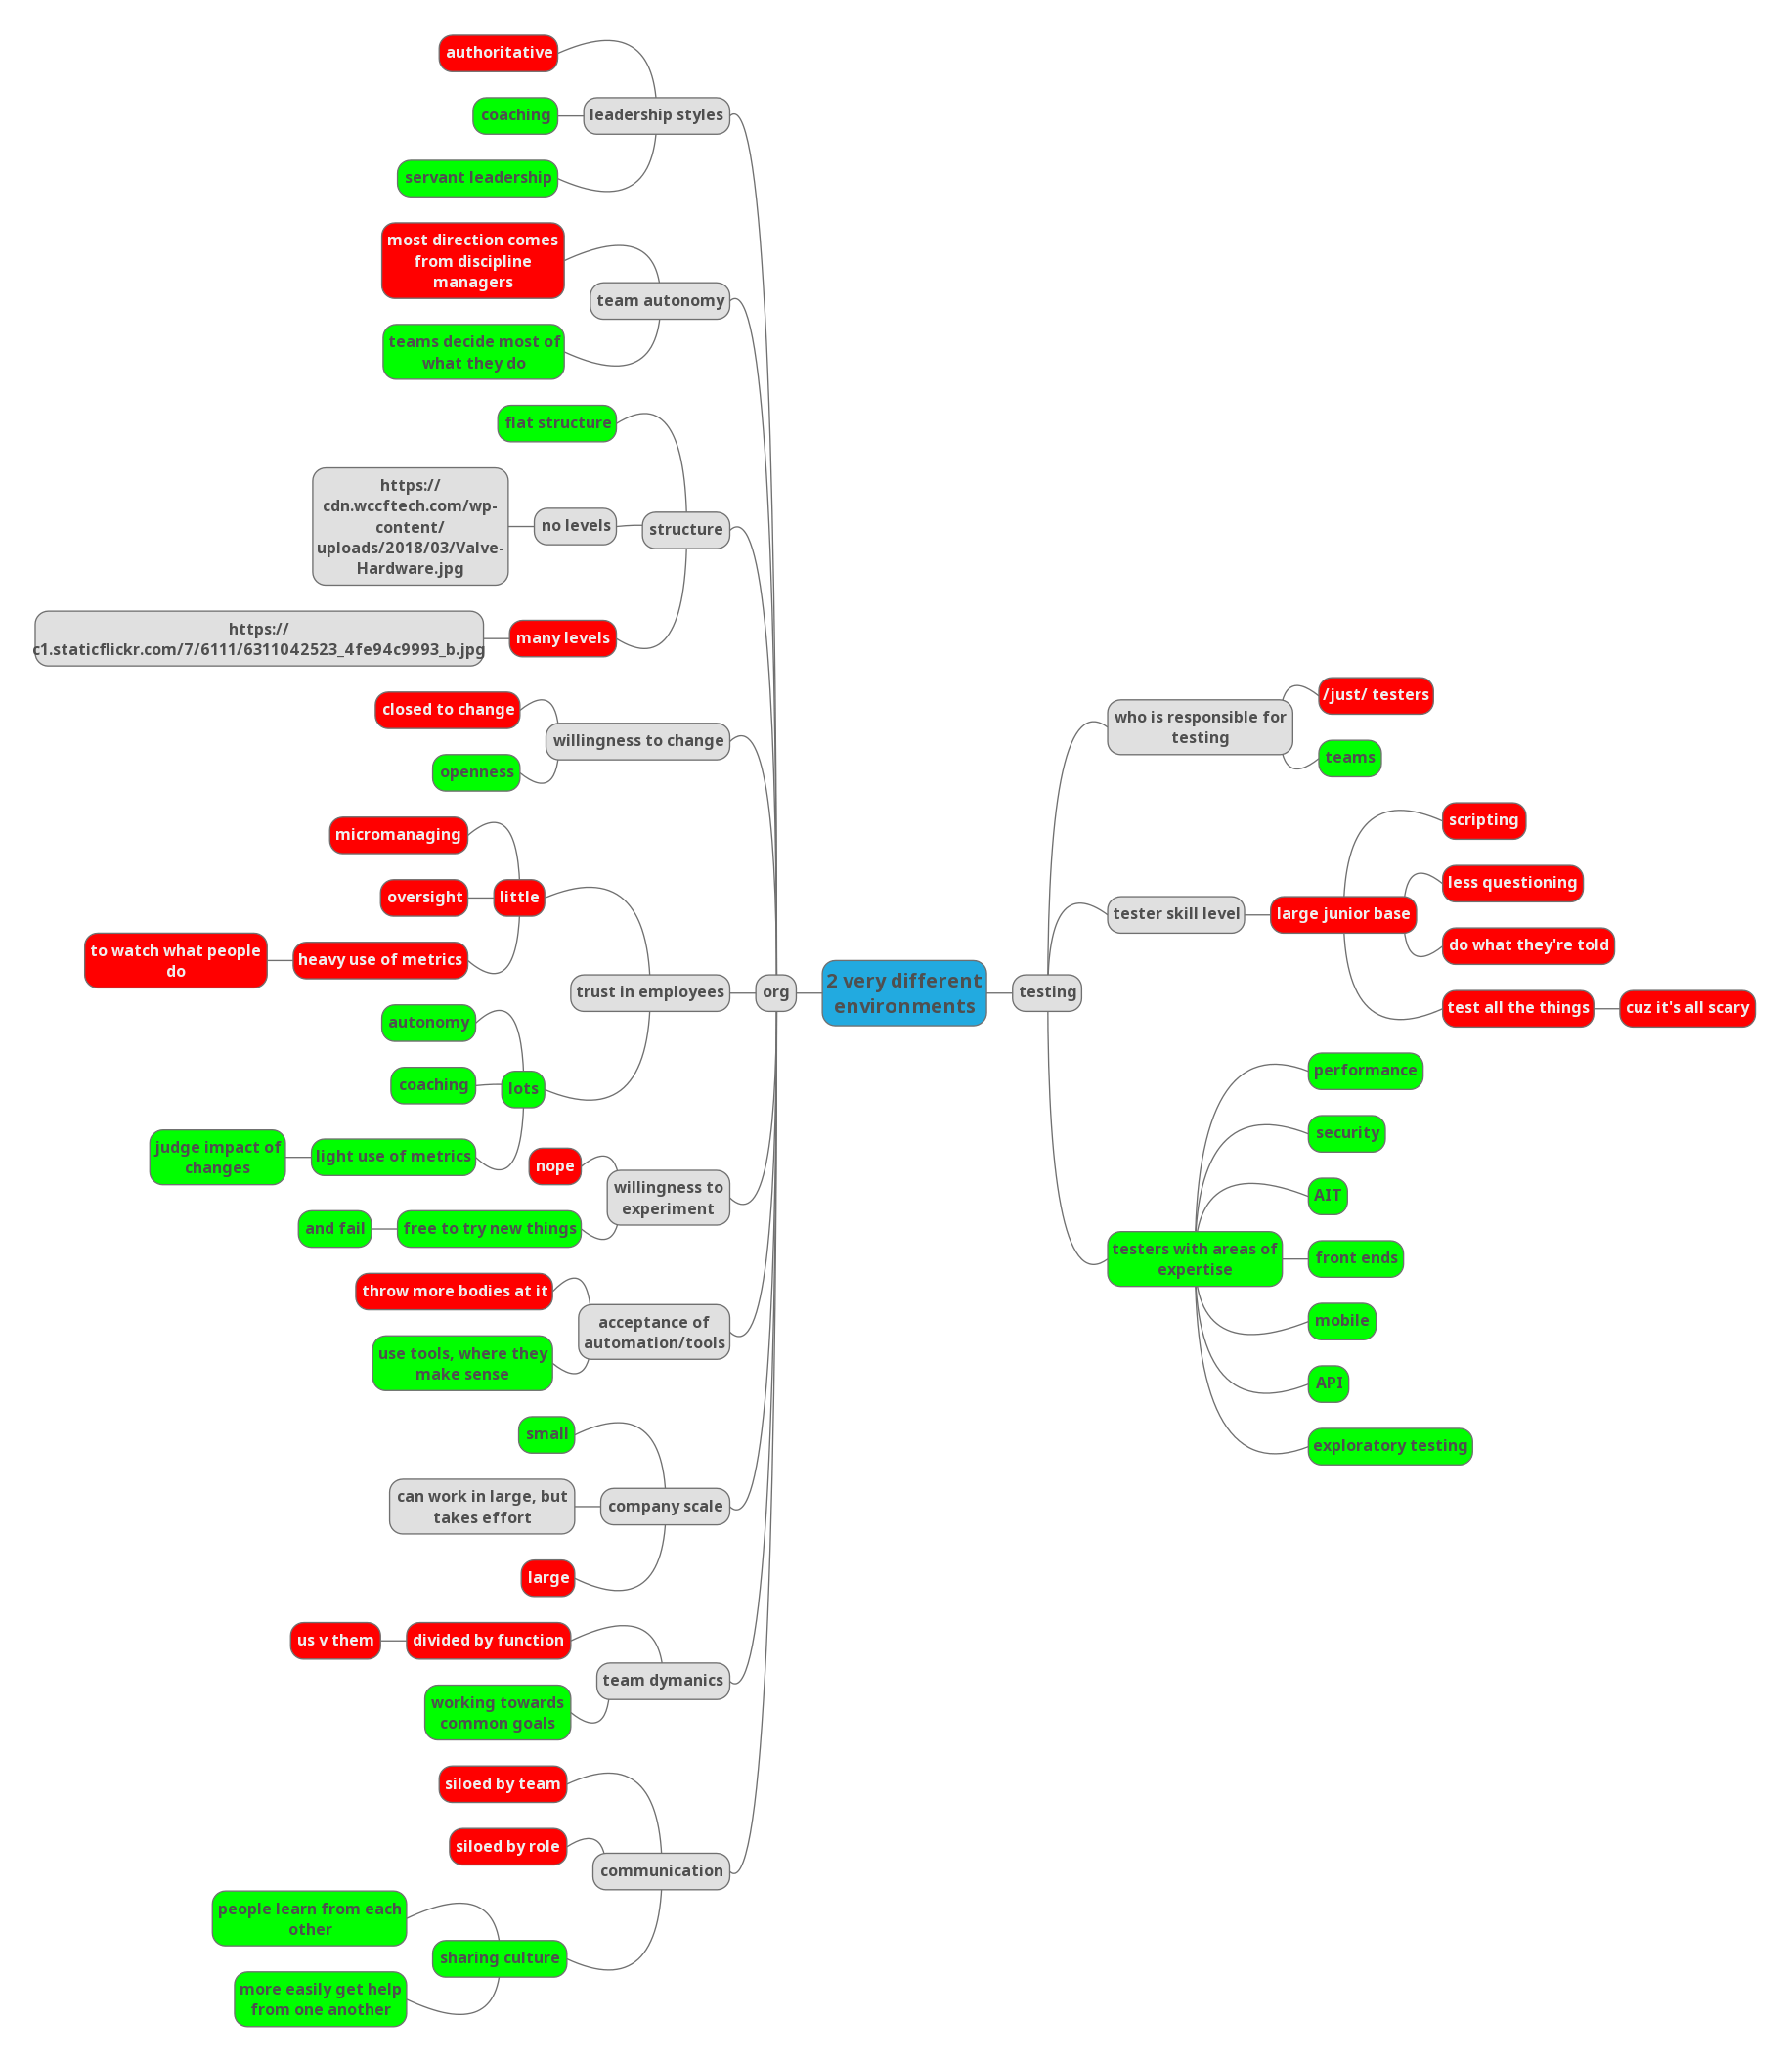 authoritative
coaching
leadership styles
servant leadership
most direction comes
from discipline
managers
team autonomy
teams decide most of
what they do
flat structure
https://
cdn.wccftech.com/wp-
content/
uploads/2018/03/Valve-
Hardware.jpg
no levels
structure
https://
c1.staticflickr.com/7/6111/6311042523_4fe94c9993_b.jpg
many levels
closed to change
willingness to change
openness
micromanaging
oversight
little
to watch what people
do
heavy use of metrics
trust in employees
autonomy
coaching
lots
judge impact of
changes
light use of metrics
nope
willingness to
experiment
and fail
free to try new things
throw more bodies at it
acceptance of
automation/tools
use tools, where they
make sense
small
can work in large, but
takes effort
company scale
large
us v them
divided by function
team dymanics
working towards
common goals
siloed by team
siloed by role
communication
people learn from each
other
sharing culture
more easily get help
from one another
org
2 very different
environments
testing
who is responsible for
testing
/just/ testers
teams
tester skill level
large junior base
scripting
less questioning
do what they're told
test all the things
cuz it's all scary
testers with areas of
expertise
performance
security
AIT
front ends
mobile
API
exploratory testing